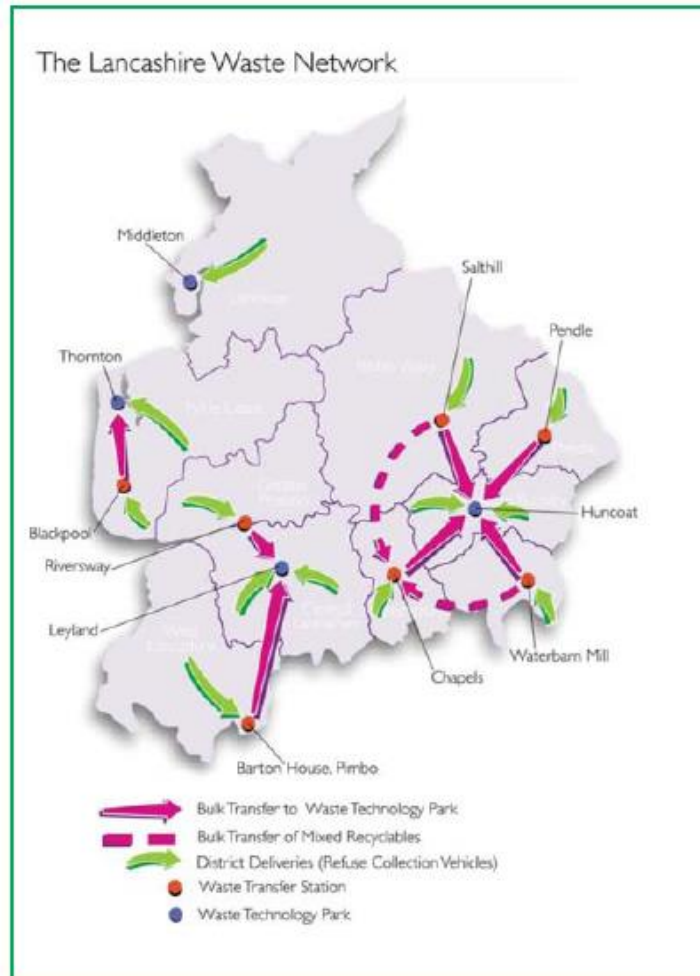 The Lancashire Waste Network
Middleton
Salthill
Thornton
Pendle
Blackpool
Riversway
Huncoat
Leyland
Waterbarn Mill
Chapels
Barton House, Pimbo
Bulk Transfer to Waste Technology Park
Bulk Transfer of Mixed Recyclables
District Deliveries (Refuse Collection Vehicles)
Waste Transfer Station
Waste Technology Park